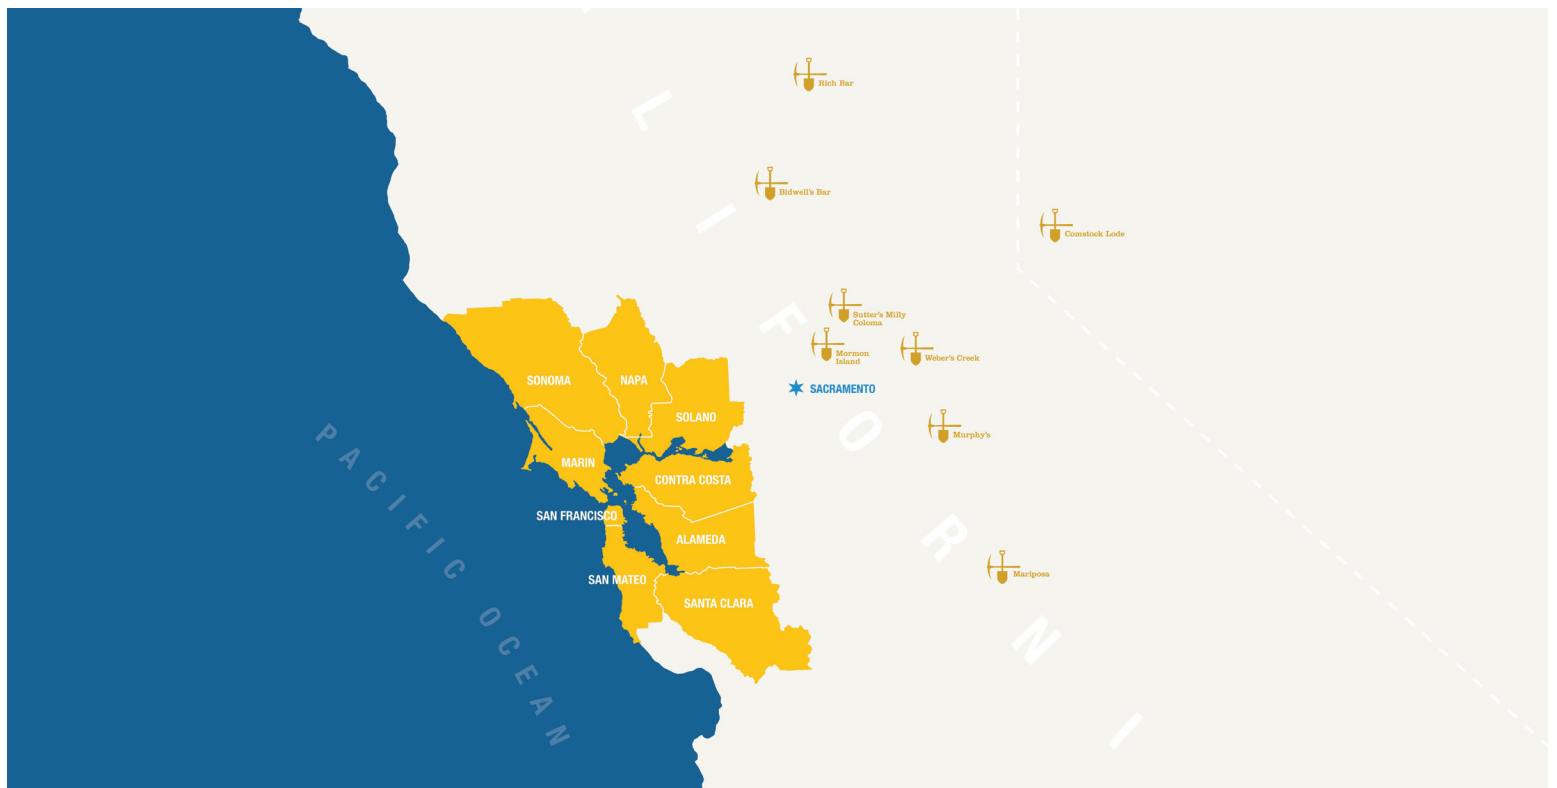 Rich Bar
Bidwell's Bar
Comstock Lode
Sutter's Milly
Coloma
Mormon
Island
Weber's Creek
SACRAMENTO
Murphy's
Mariposa
SONOMA
NAPA
SOLANO
MARIN
CONTRA COSTA
SAN FRANCISCO
ALAMEDA
SAN MATEO
SANTA CLARA
PACIFIC OCEAN
LIFORNI